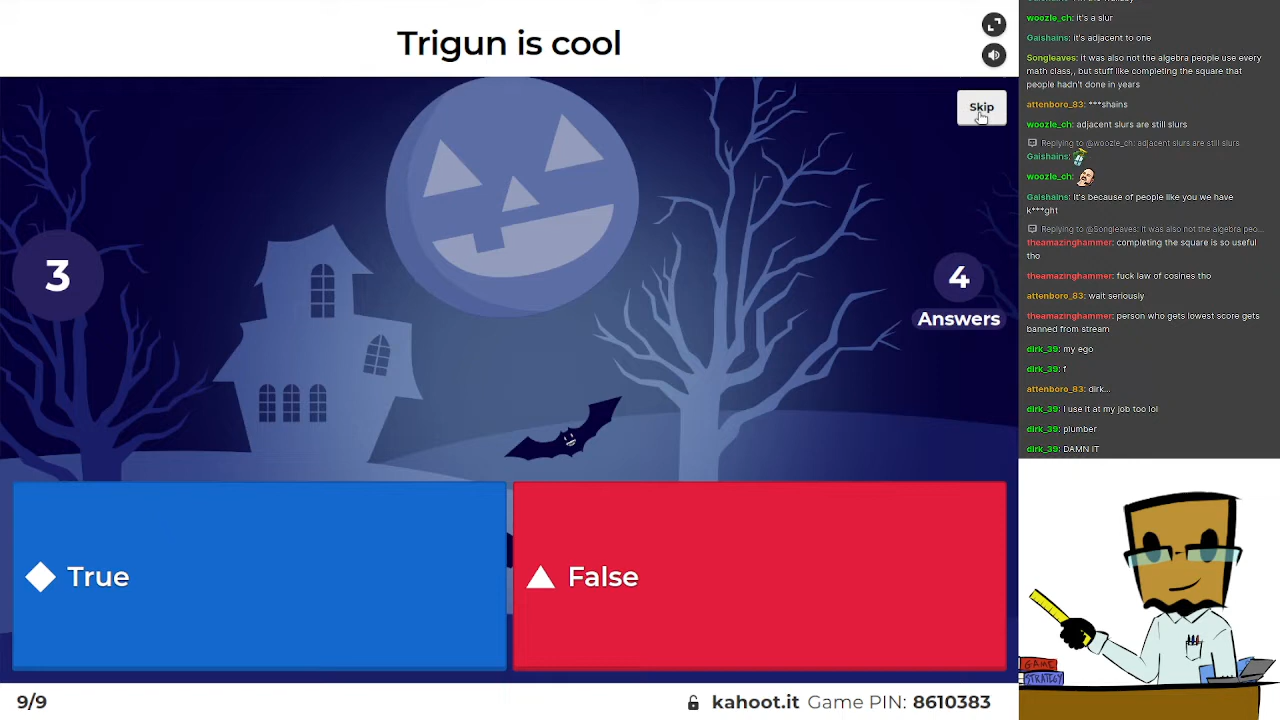 Trigun is cool
Skip
3
4
Answers
True
False
9/9
kahoot.it Game PIN: 8610383
woozle_ch: it's a slur
Gaishains: it's adjacent to one
Songleaves: it was also not the algebra people use every
math class,, but stuff like completing the square that
people hadn't done in years
attenboro_83: ***shains
woozle_ch: adjacent slurs are still slurs
Replying to @woozle_ch: adjacent slurs are still slurs
Gaishains:
woozle_ch:
Gaishains: it's because of people like you we have
k***ght
Replying to @Songleaves: it was also not the algebra peo...
theamazinghammer: completing the square is so useful
tho
theamazinghammer: fuck law of cosines tho
attenboro_83: wait seriously
theamazinghammer: person who gets lowest score gets
banned from stream
dirk_39: my ego
dirk_39: f
attenboro_83: dirk...
dirk_39: I use it at my job too lol
dirk_39: plumber
dirk_39: DAMN IT
GAME
STRATEGY